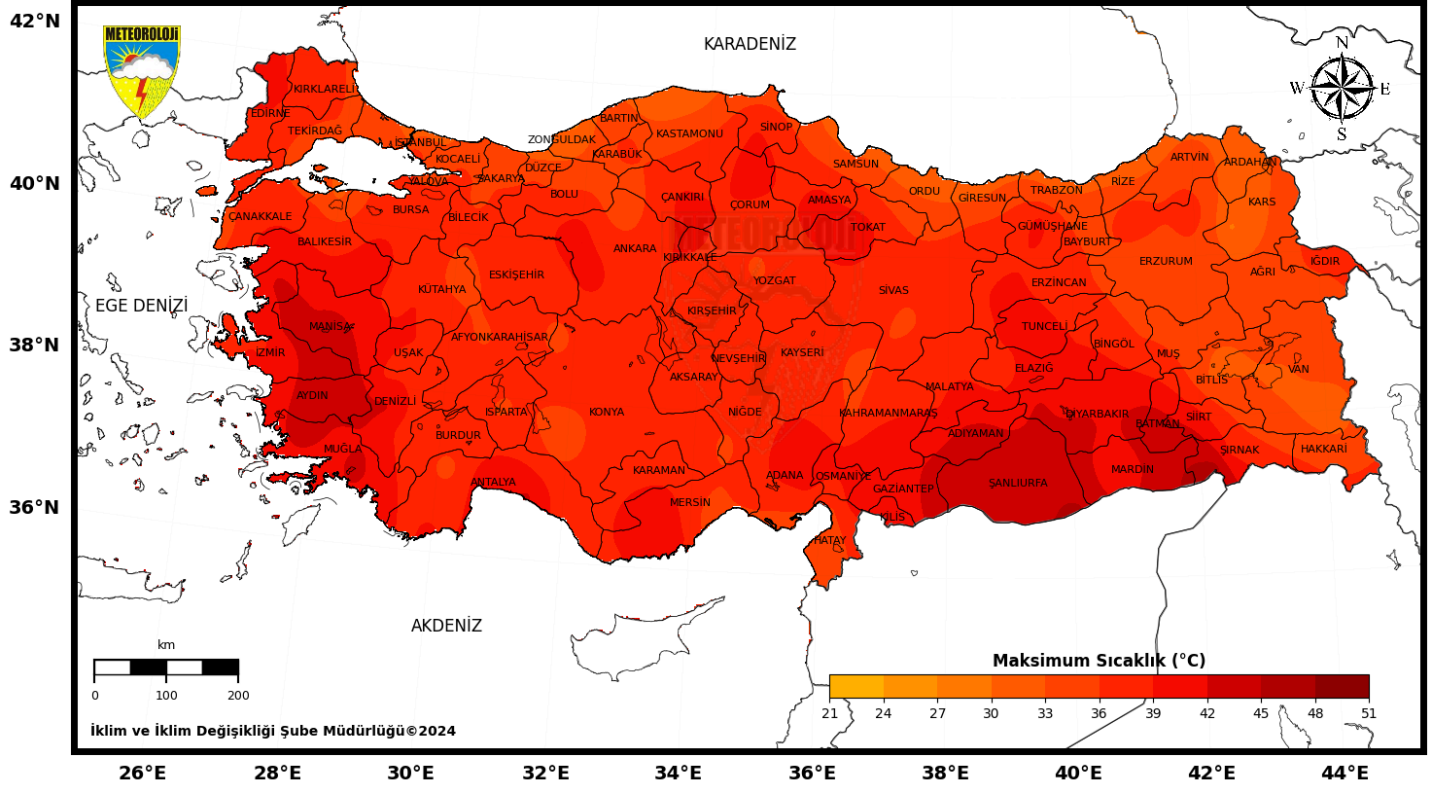 42°N
40°N
38°N
36°N
METEOROLOJİ
KARADENİZ
N
W
E
S
KIRKLARELİ
EDİRNE
TEKİRDAĞ
İSTANBUL
KOCAELİ
YALOVA
SAKARYA
DÜZCE
ZONGULDAK
BARTIN
KARABÜK
KASTAMONU
SİNOP
SAMSUN
ORDU
GİRESUN
TRABZON
RİZE
ARTVİN
ARDAHAN
KARS
ÇANAKKALE
BURSA
BİLECİK
BOLU
ÇANKIRI
ÇORUM
AMASYA
TOKAT
GÜMÜŞHANE
BAYBURT
BALIKESİR
ANKARA
METEOROLOJİ
KIRIKKALE
ERZURUM
AĞRI
IĞDIR
EGE DENİZİ
KÜTAHYA
ESKİŞEHİR
YOZGAT
SİVAS
ERZİNCAN
MANİSA
KIRŞEHİR
TUNCELİ
İZMİR
UŞAK
AFYONKARAHİSAR
NEVŞEHİR
KAYSERİ
BİNGÖL
MUŞ
AKSARAY
MALATYA
ELAZIĞ
BİTLİS
VAN
AYDIN
DENİZLİ
ISPARTA
KONYA
NİĞDE
KAHRAMANMARAŞ
DİYARBAKIR
BATMAN
SİİRT
BURDUR
ADIYAMAN
MUĞLA
KARAMAN
ADANA
OSMANİYE
MARDİN
ŞIRNAK
HAKKARİ
ANTALYA
MERSİN
GAZİANTEP
ŞANLIURFA
KİLİS
HATAY
AKDENİZ
km
0 100 200
Maksimum Sıcaklık (°C)
21 24 27 30 33 36 39 42 45 48 51
İklim ve İklim Değişikliği Şube Müdürlüğü©2024
26°E 28°E 30°E 32°E 34°E 36°E 38°E 40°E 42°E 44°E